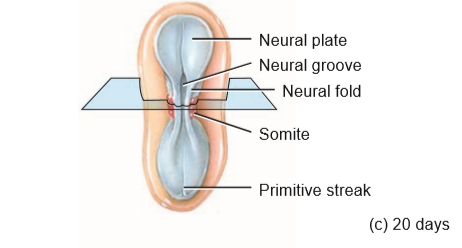 Neural plate
Neural groove
Neural fold
Somite
Primitive streak
(c) 20 days